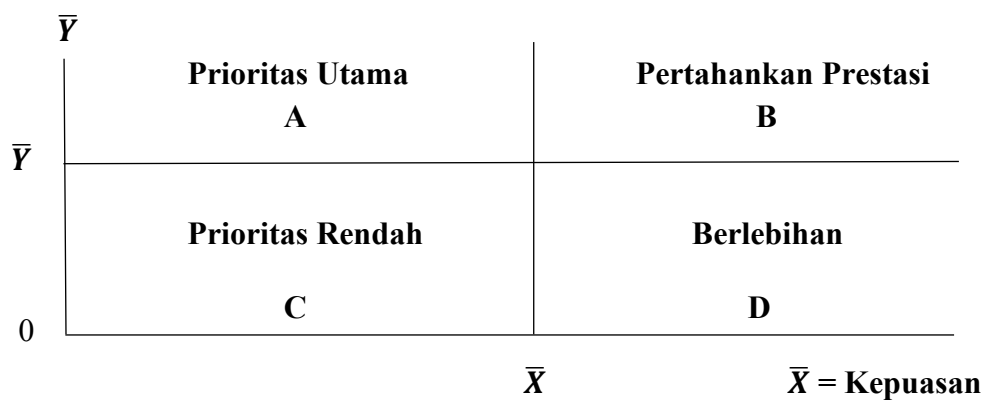 Y̅
Prioritas Utama
A
Pertahankan Prestasi
B
Y̅
Prioritas Rendah
C
Berlebihan
D
0
X̅
X̅ = Kepuasan